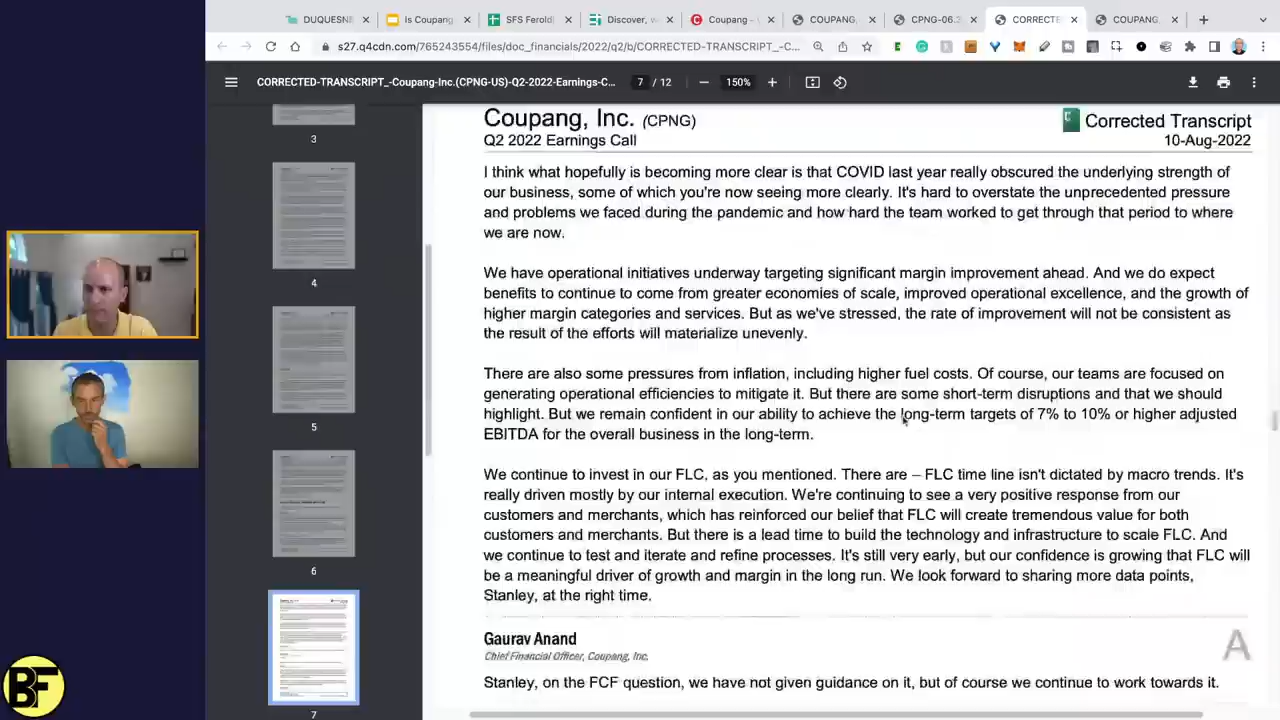 DUQUESN
Is Coupang
SFS Ferold
Discover, w
Coupang –
COUPANG,
CPNG-06.3
CORRECTE
COUPANG,
s27.q4cdn.com/765243554/files/doc_financials/2022/q2/b/CORRECTED-TRANSCRIPT_-C...
CORRECTED-TRANSCRIPT_-Coupang-Inc.(CPNG-US)-Q2-2022-Earnings-C...
7 / 12
150%
3
4
5
6
7
Coupang, Inc. (CPNG)
Q2 2022 Earnings Call
Corrected Transcript
10-Aug-2022
I think what hopefully is becoming more clear is that COVID last year really obscured the underlying strength of
our business, some of which you're now seeing more clearly. It's hard to overstate the unprecedented pressure
and problems we faced during the pandemic and how hard the team worked to get through that period to where
we are now.
We have operational initiatives underway targeting significant margin improvement ahead. And we do expect
benefits to continue to come from greater economies of scale, improved operational excellence, and the growth of
higher margin categories and services. But as we've stressed, the rate of improvement will not be consistent as
the result of the efforts will materialize unevenly.
There are also some pressures from inflation, including higher fuel costs. Of course, our teams are focused on
generating operational efficiencies to mitigate it. But there are some short-term disruptions and that we should
highlight. But we remain confident in our ability to achieve the long-term targets of 7% to 10% or higher adjusted
EBITDA for the overall business in the long-term.
We continue to invest in our FLC, as you mentioned. There are – FLC time line isn't dictated by macro trends. It's
really driven mostly by our internal execution. We're continuing to see a very positive response from our
customers and merchants, which has reinforced our belief that FLC will create tremendous value for both
customers and merchants. But there is a lead time to build the technology and infrastructure to scale FLC. And
we continue to test and iterate and refine processes. It's still very early, but our confidence is growing that FLC will
be a meaningful driver of growth and margin in the long run. We look forward to sharing more data points,
Stanley, at the right time.
Gaurav Anand
Chief Financial Officer, Coupang, Inc.
A
Stanley, on the FCF question, we have not given guidance on it, but of course we continue to work towards it.
BF